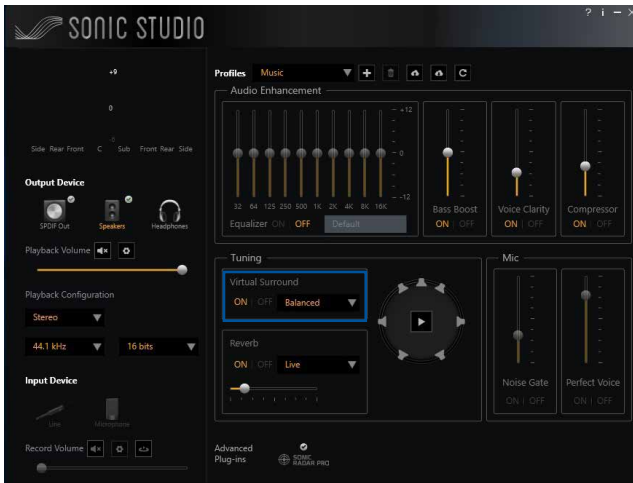 SONIC STUDIO
? i
+9
0
-9
Side Rear Front C Sub Front Rear Side
Output Device
SPDIF Out Speakers Headphones
Playback Volume
Playback Configuration
Stereo
44.1 kHz 16 bits
Input Device
Line Microphone
Record Volume
Profiles Music
Audio Enhancement
+12
0
-12
32 64 125 250 500 1K 2K 4K 8K 16K
Equalizer ON | OFF Default
Bass Boost
ON | OFF
Voice Clarity
ON | OFF
Compressor
ON | OFF
Tuning
Virtual Surround
ON | OFF Balanced
Reverb
ON | OFF Live
Mic
Noise Gate
ON | OFF
Perfect Voice
ON | OFF
Advanced
Plug-ins
SONIC
RADAR PRO